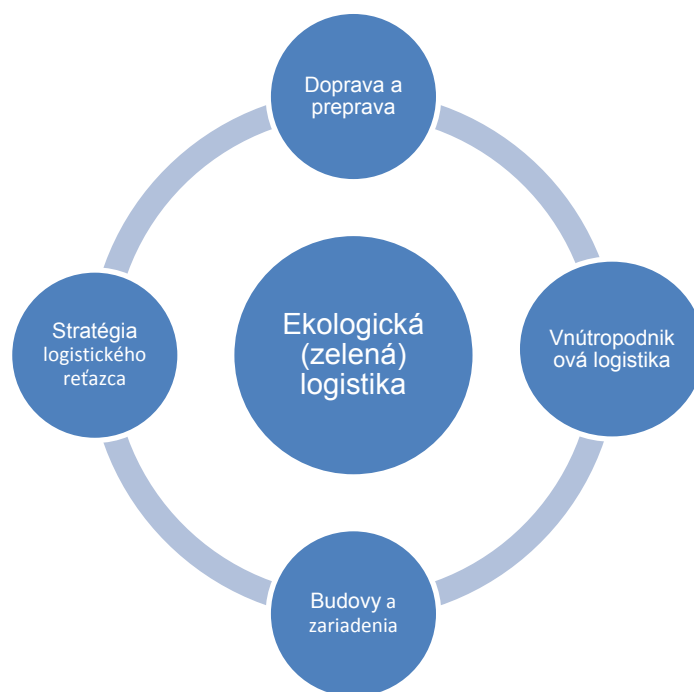 Doprava a
preprava
Ekologická
(zelená)
logistika
Stratégia
logistického
reťazca
Vnútropodnik
ová logistika
Budovy a
zariadenia